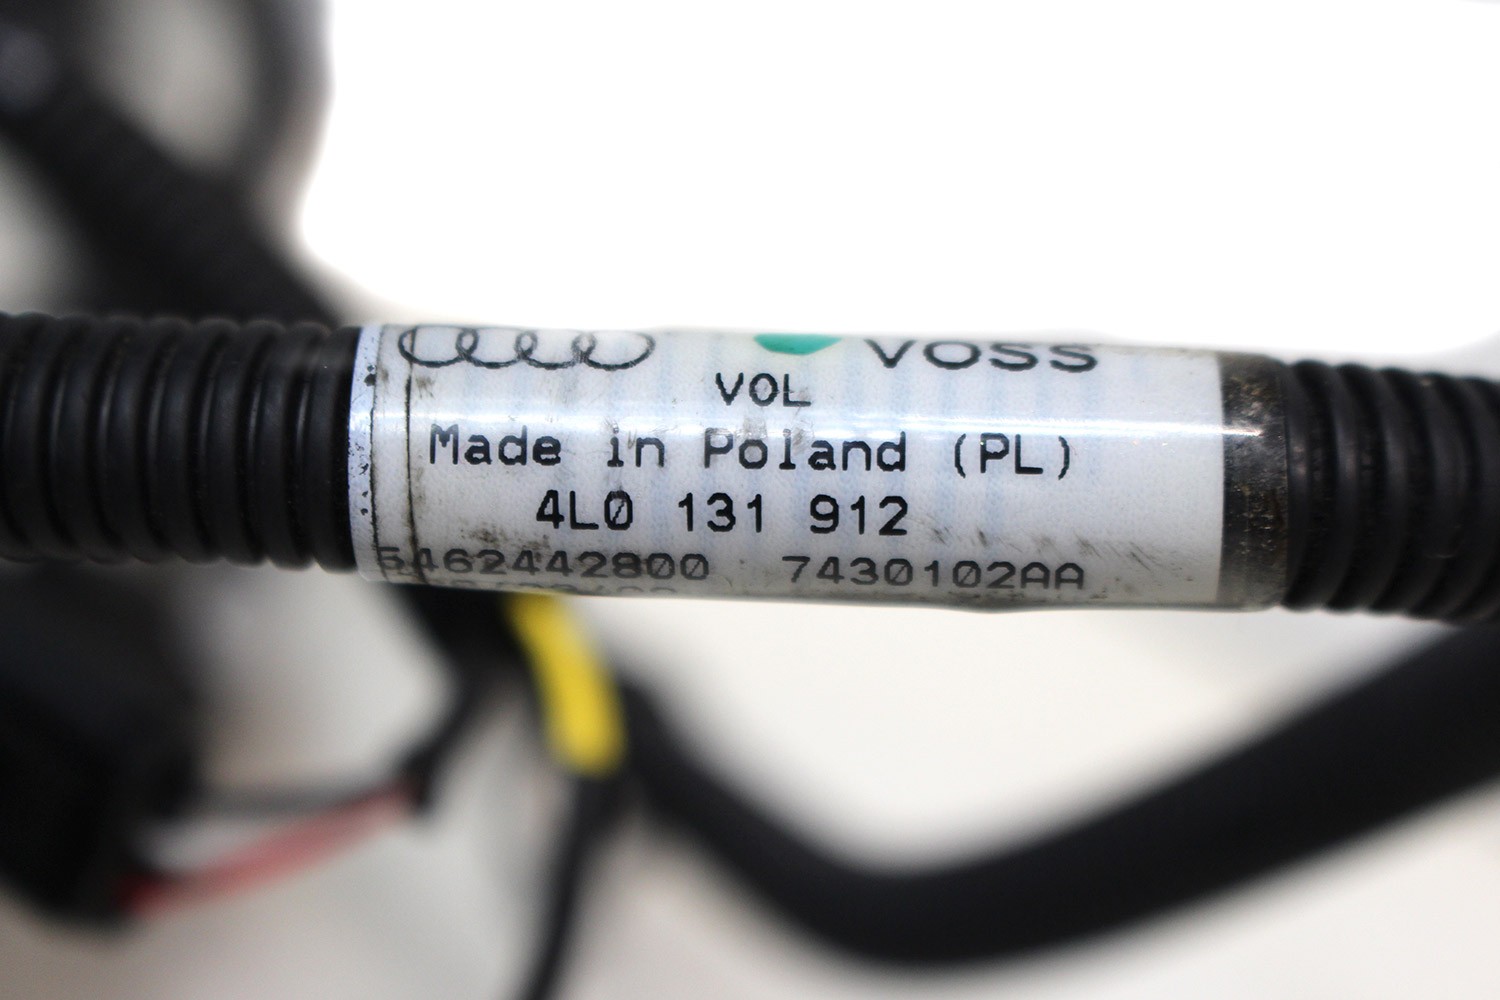 VOSS
VOL
Made in Poland (PL)
4L0 131 912
5462442800 7430102AA